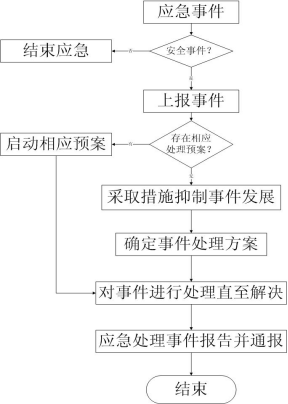 应急事件
结束应急
安全事件？
上报事件
启动相应预案
存在相应
处理预案？
采取措施抑制事件发展
确定事件处理方案
对事件进行处理直至解决
应急处理事件报告并通报
结束